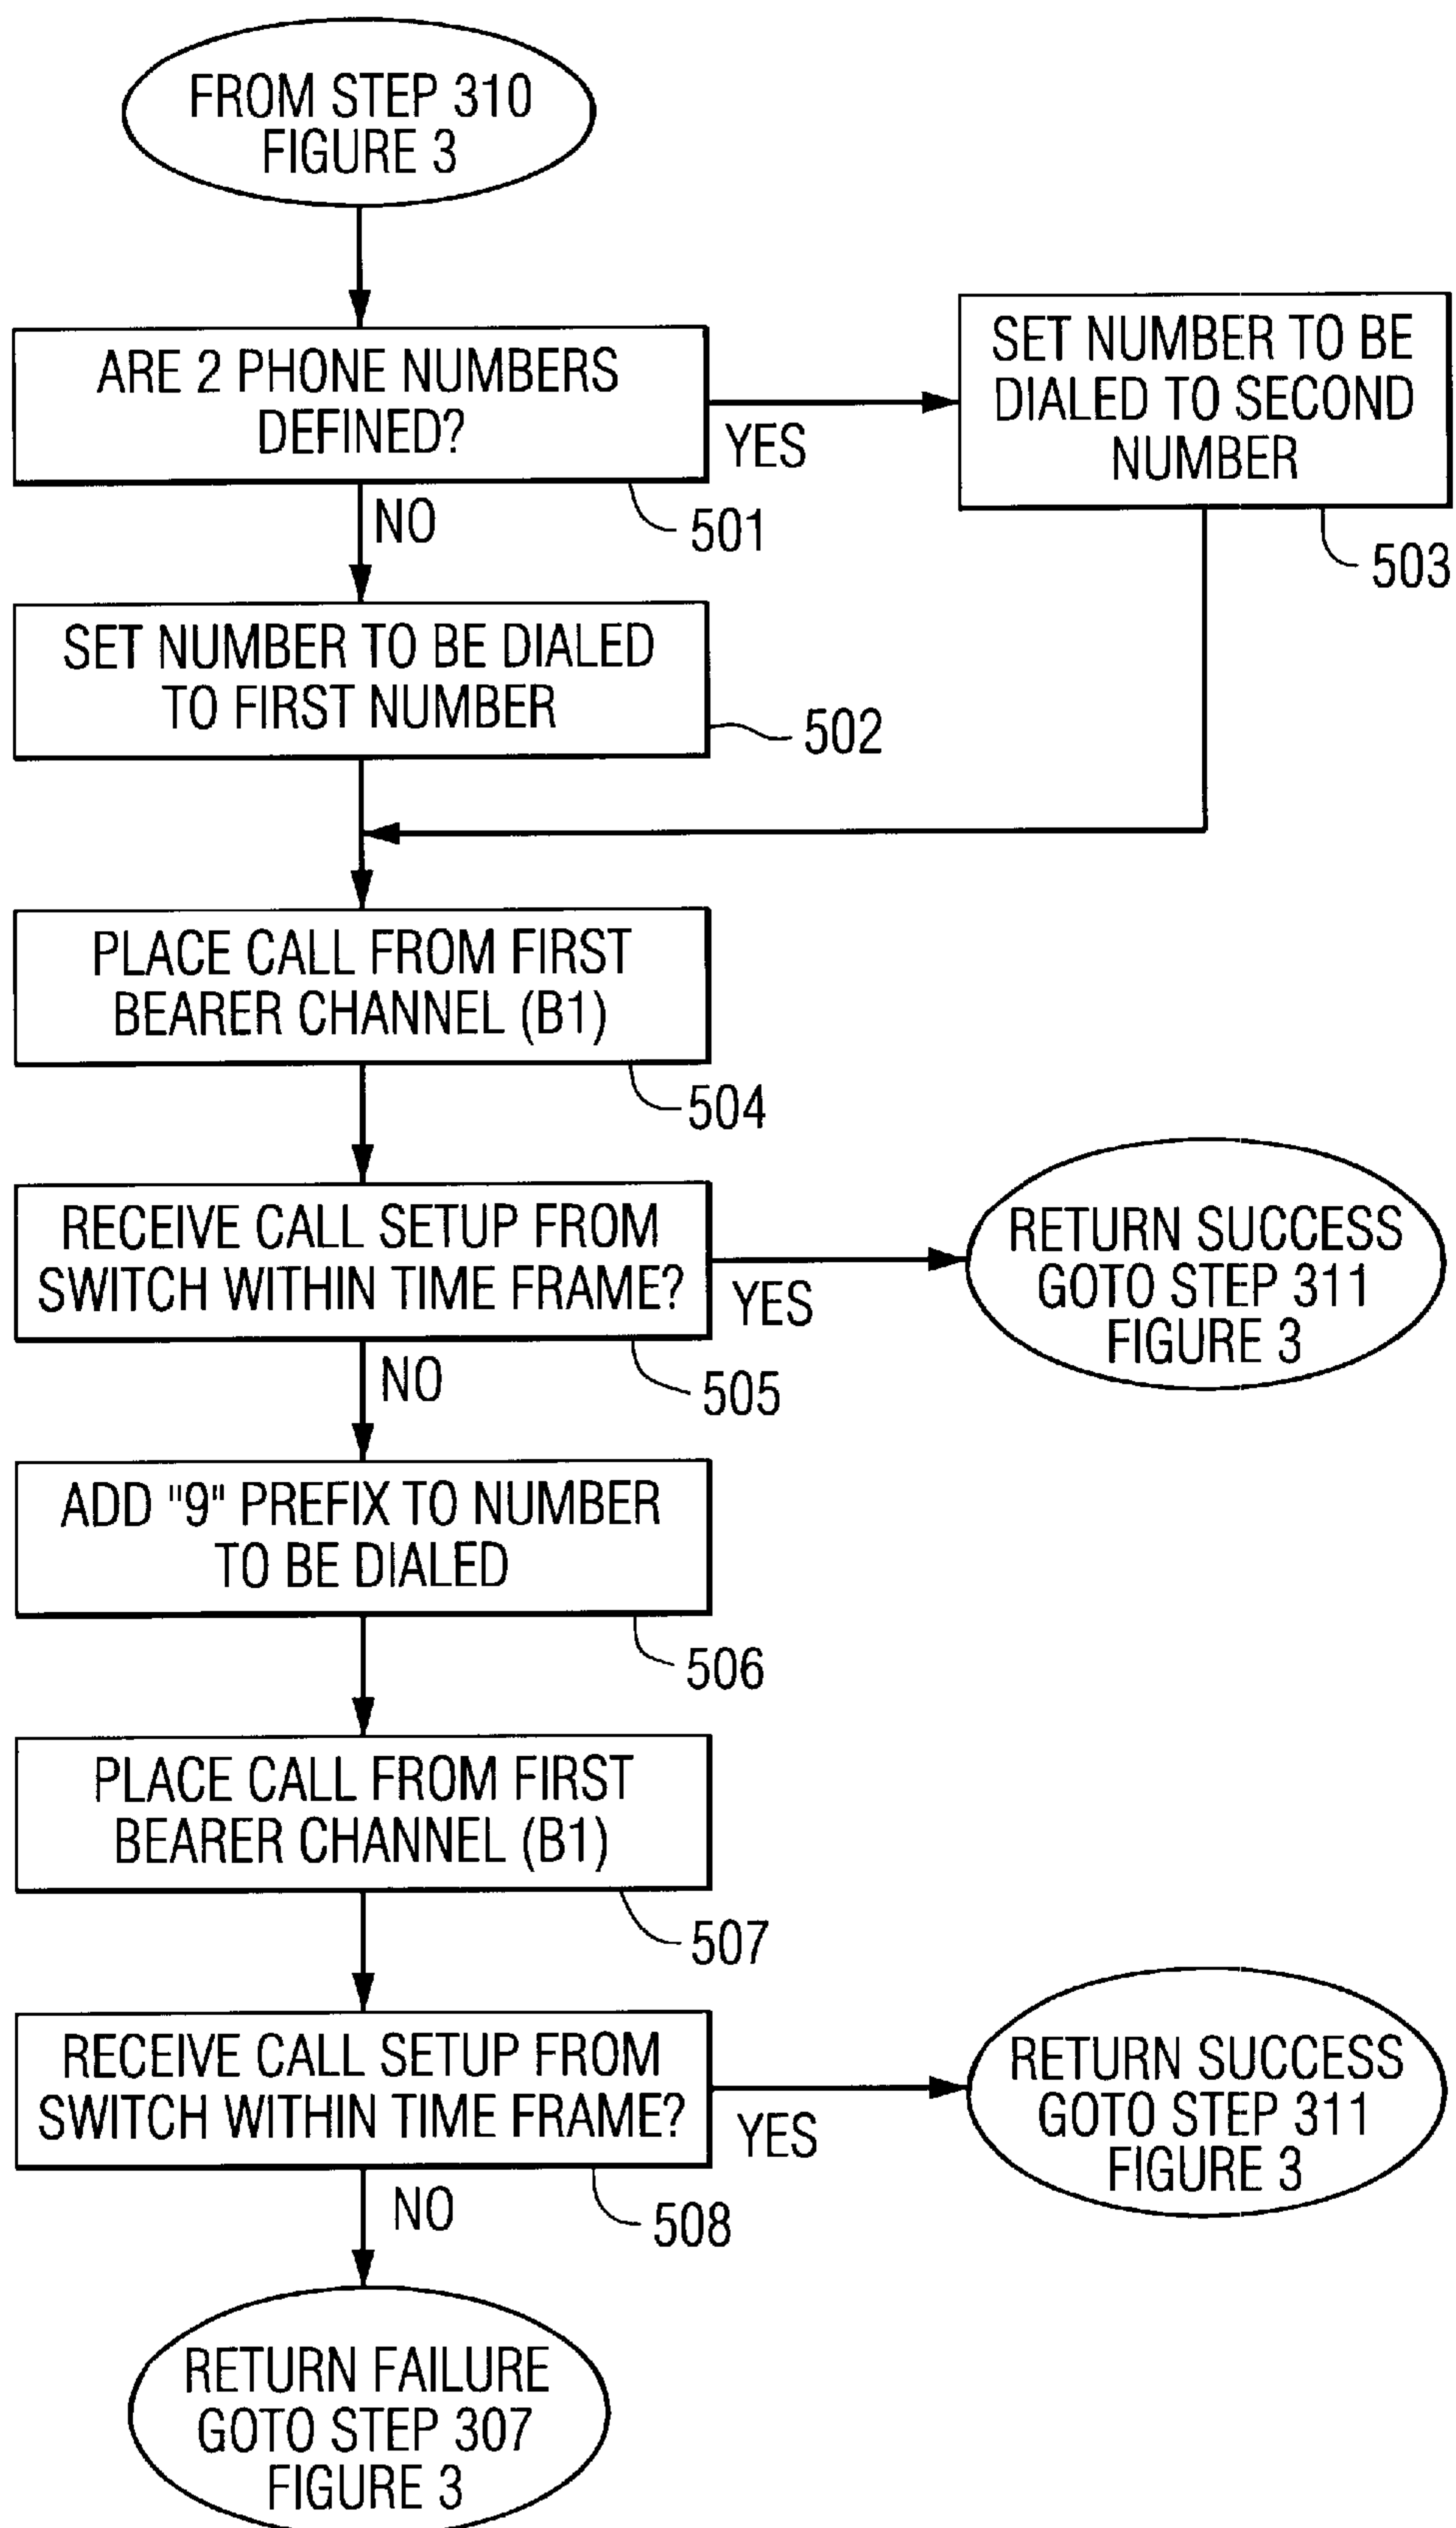 FROM STEP 310
FIGURE 3
ARE 2 PHONE NUMBERS
DEFINED?
YES
NO
501
SET NUMBER TO BE
DIALED TO SECOND
NUMBER
503
SET NUMBER TO BE DIALED
TO FIRST NUMBER
502
PLACE CALL FROM FIRST
BEARER CHANNEL (B1)
504
RECEIVE CALL SETUP FROM
SWITCH WITHIN TIME FRAME?
YES
NO
505
RETURN SUCCESS
GOTO STEP 311
FIGURE 3
ADD "9" PREFIX TO NUMBER
TO BE DIALED
506
PLACE CALL FROM FIRST
BEARER CHANNEL (B1)
507
RECEIVE CALL SETUP FROM
SWITCH WITHIN TIME FRAME?
YES
NO
508
RETURN SUCCESS
GOTO STEP 311
FIGURE 3
RETURN FAILURE
GOTO STEP 307
FIGURE 3